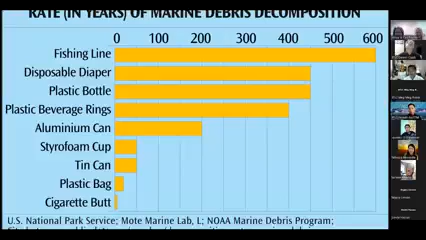 RATE (IN YEARS) OF MARINE DEBRIS DECOMPOSITION
0 100 200 300 400 500 600
Fishing Line
Disposable Diaper
Plastic Bottle
Plastic Beverage Rings
Aluminium Can
Styrofoam Cup
Tin Can
Plastic Bag
Cigarette Butt
U.S. National Park Service; Mote Marine Lab, L; NOAA Marine Debris Program;